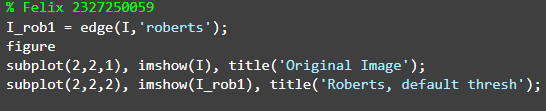 % Felix 2327250059
I_rob1 = edge(I,'roberts');
figure
subplot(2,2,1), imshow(I), title('Original Image');
subplot(2,2,2), imshow(I_rob1), title('Roberts, default thresh');